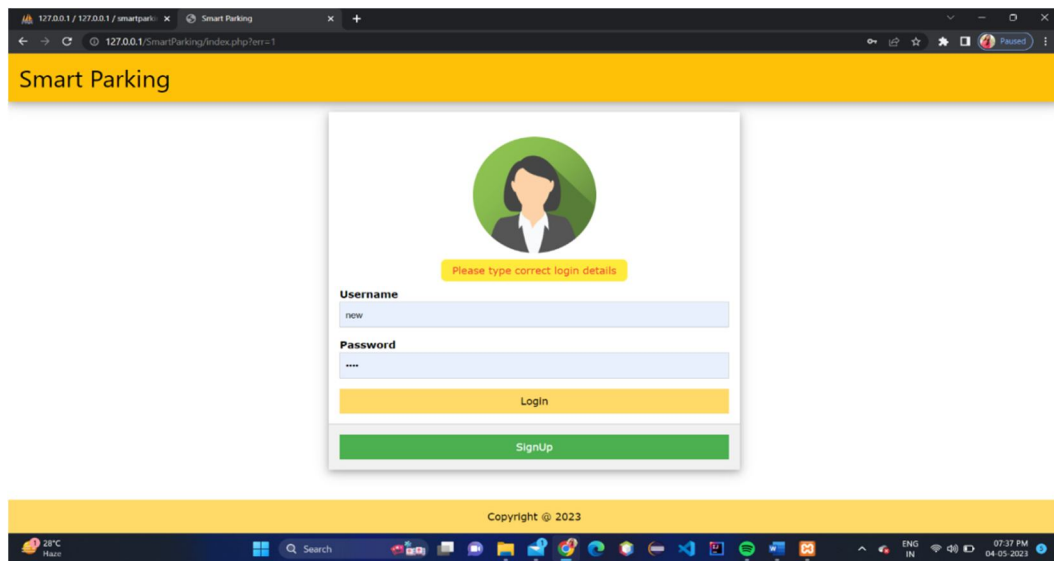 127.0.0.1 / 127.0.0.1 / smartparki
Smart Parking
127.0.0.1/SmartParking/index.php?err=1
Paused
Smart Parking
Please type correct login details
Username
new
Password
••••
Login
SignUp
Copyright @ 2023
28°C
Haze
Search
ENG
IN
07:37 PM
04-05-2023